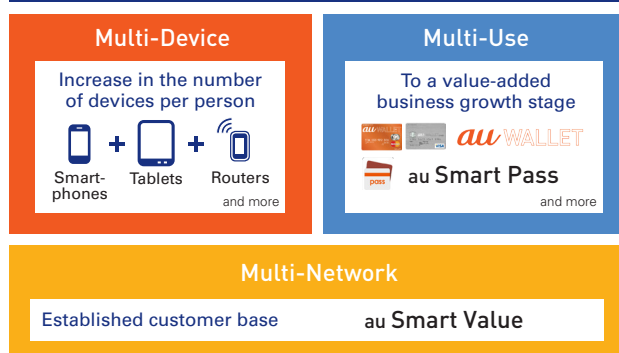 Multi-Device
Increase in the number
of devices per person
+ +
Smart-
phones
Tablets
Routers
and more
Multi-Use
To a value-added
business growth stage
au WALLET
pass
au Smart Pass
and more
Multi-Network
Established customer base
au Smart Value